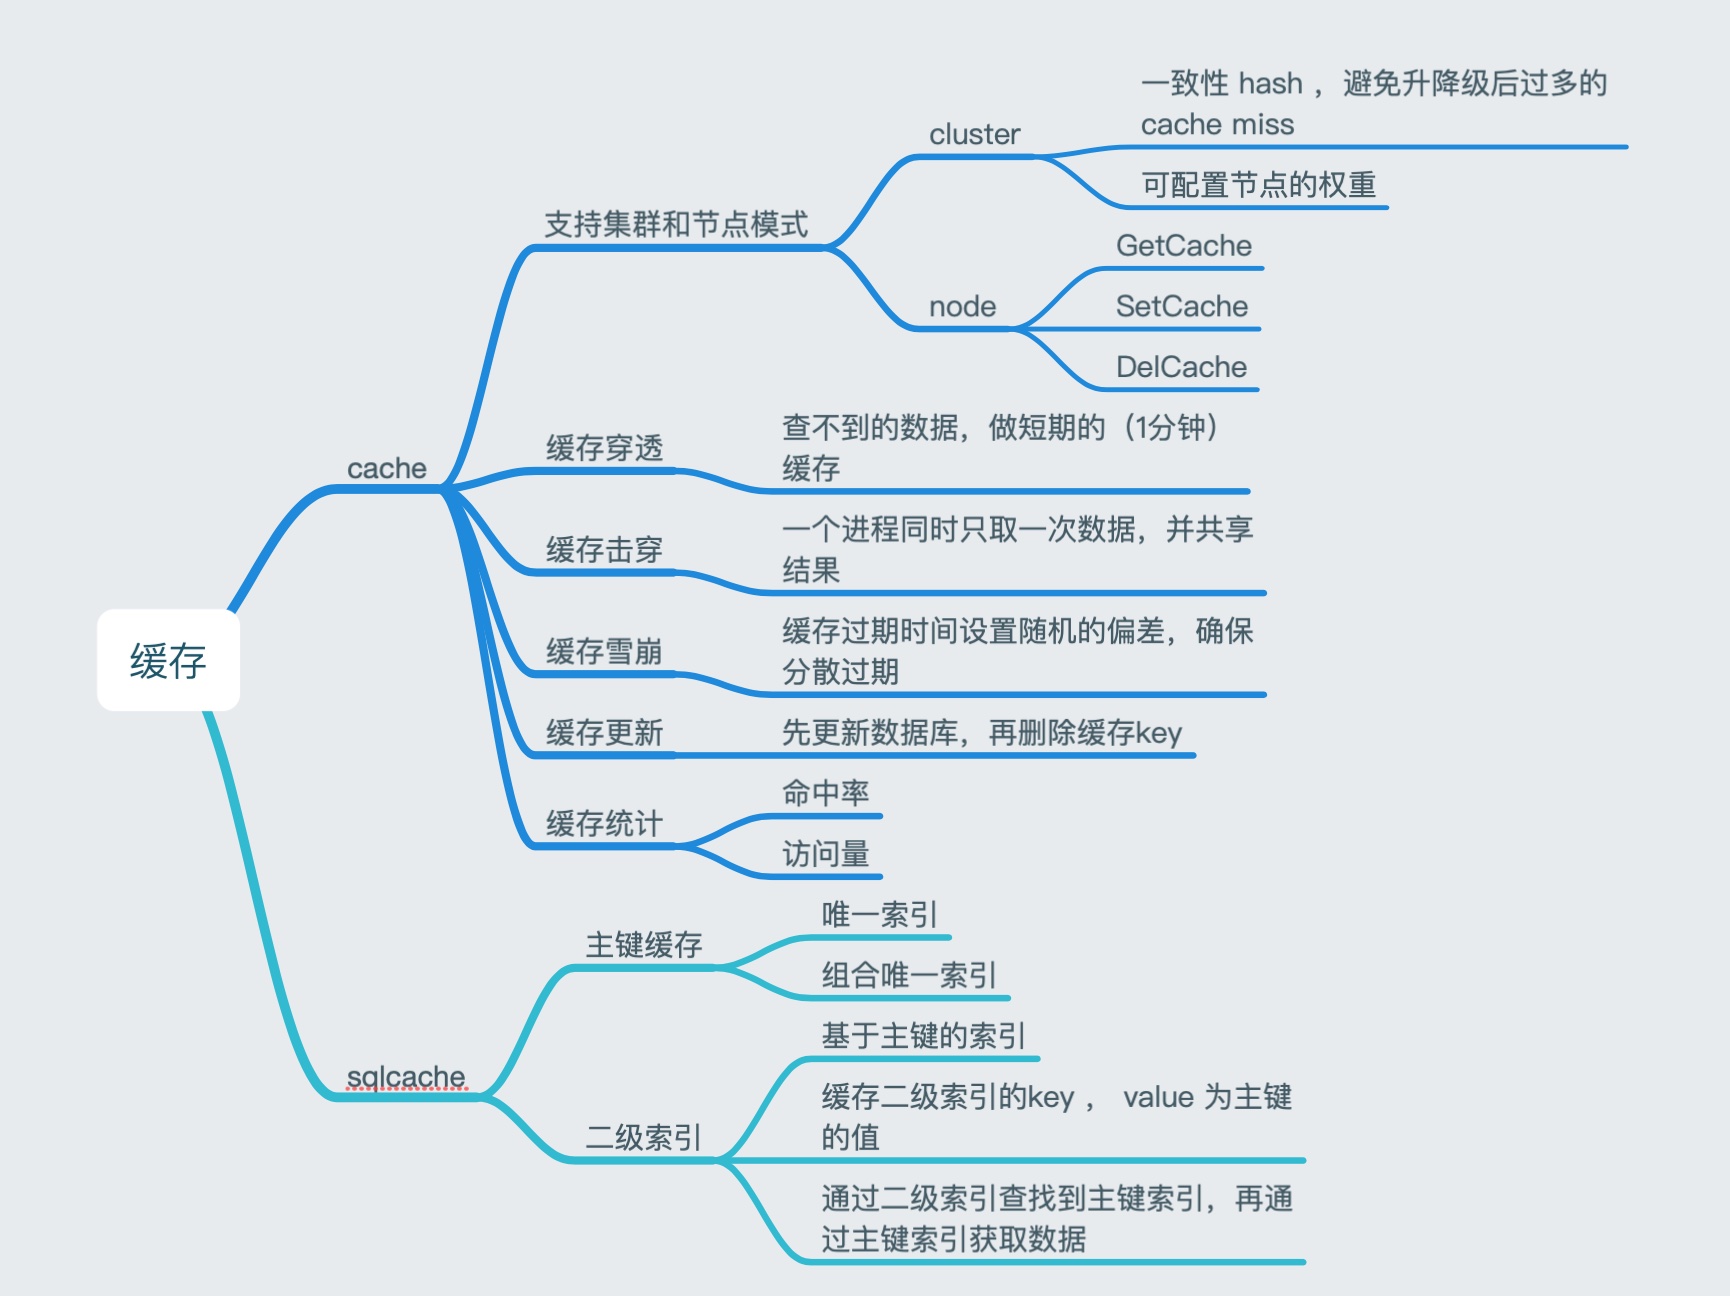 一致性 hash ，避免升降级后过多的
cache miss
cluster
可配置节点的权重
支持集群和节点模式
GetCache
node
SetCache
DelCache
查不到的数据，做短期的（1分钟）
缓存
缓存穿透
cache
一个进程同时只取一次数据，并共享
结果
缓存击穿
缓存过期时间设置随机的偏差，确保
分散过期
缓存雪崩
缓存
缓存更新
先更新数据库，再删除缓存key
命中率
缓存统计
访问量
唯一索引
主键缓存
组合唯一索引
基于主键的索引
sqlcache
缓存二级索引的key ， value 为主键
的值
二级索引
通过二级索引查找到主键索引，再通
过主键索引获取数据